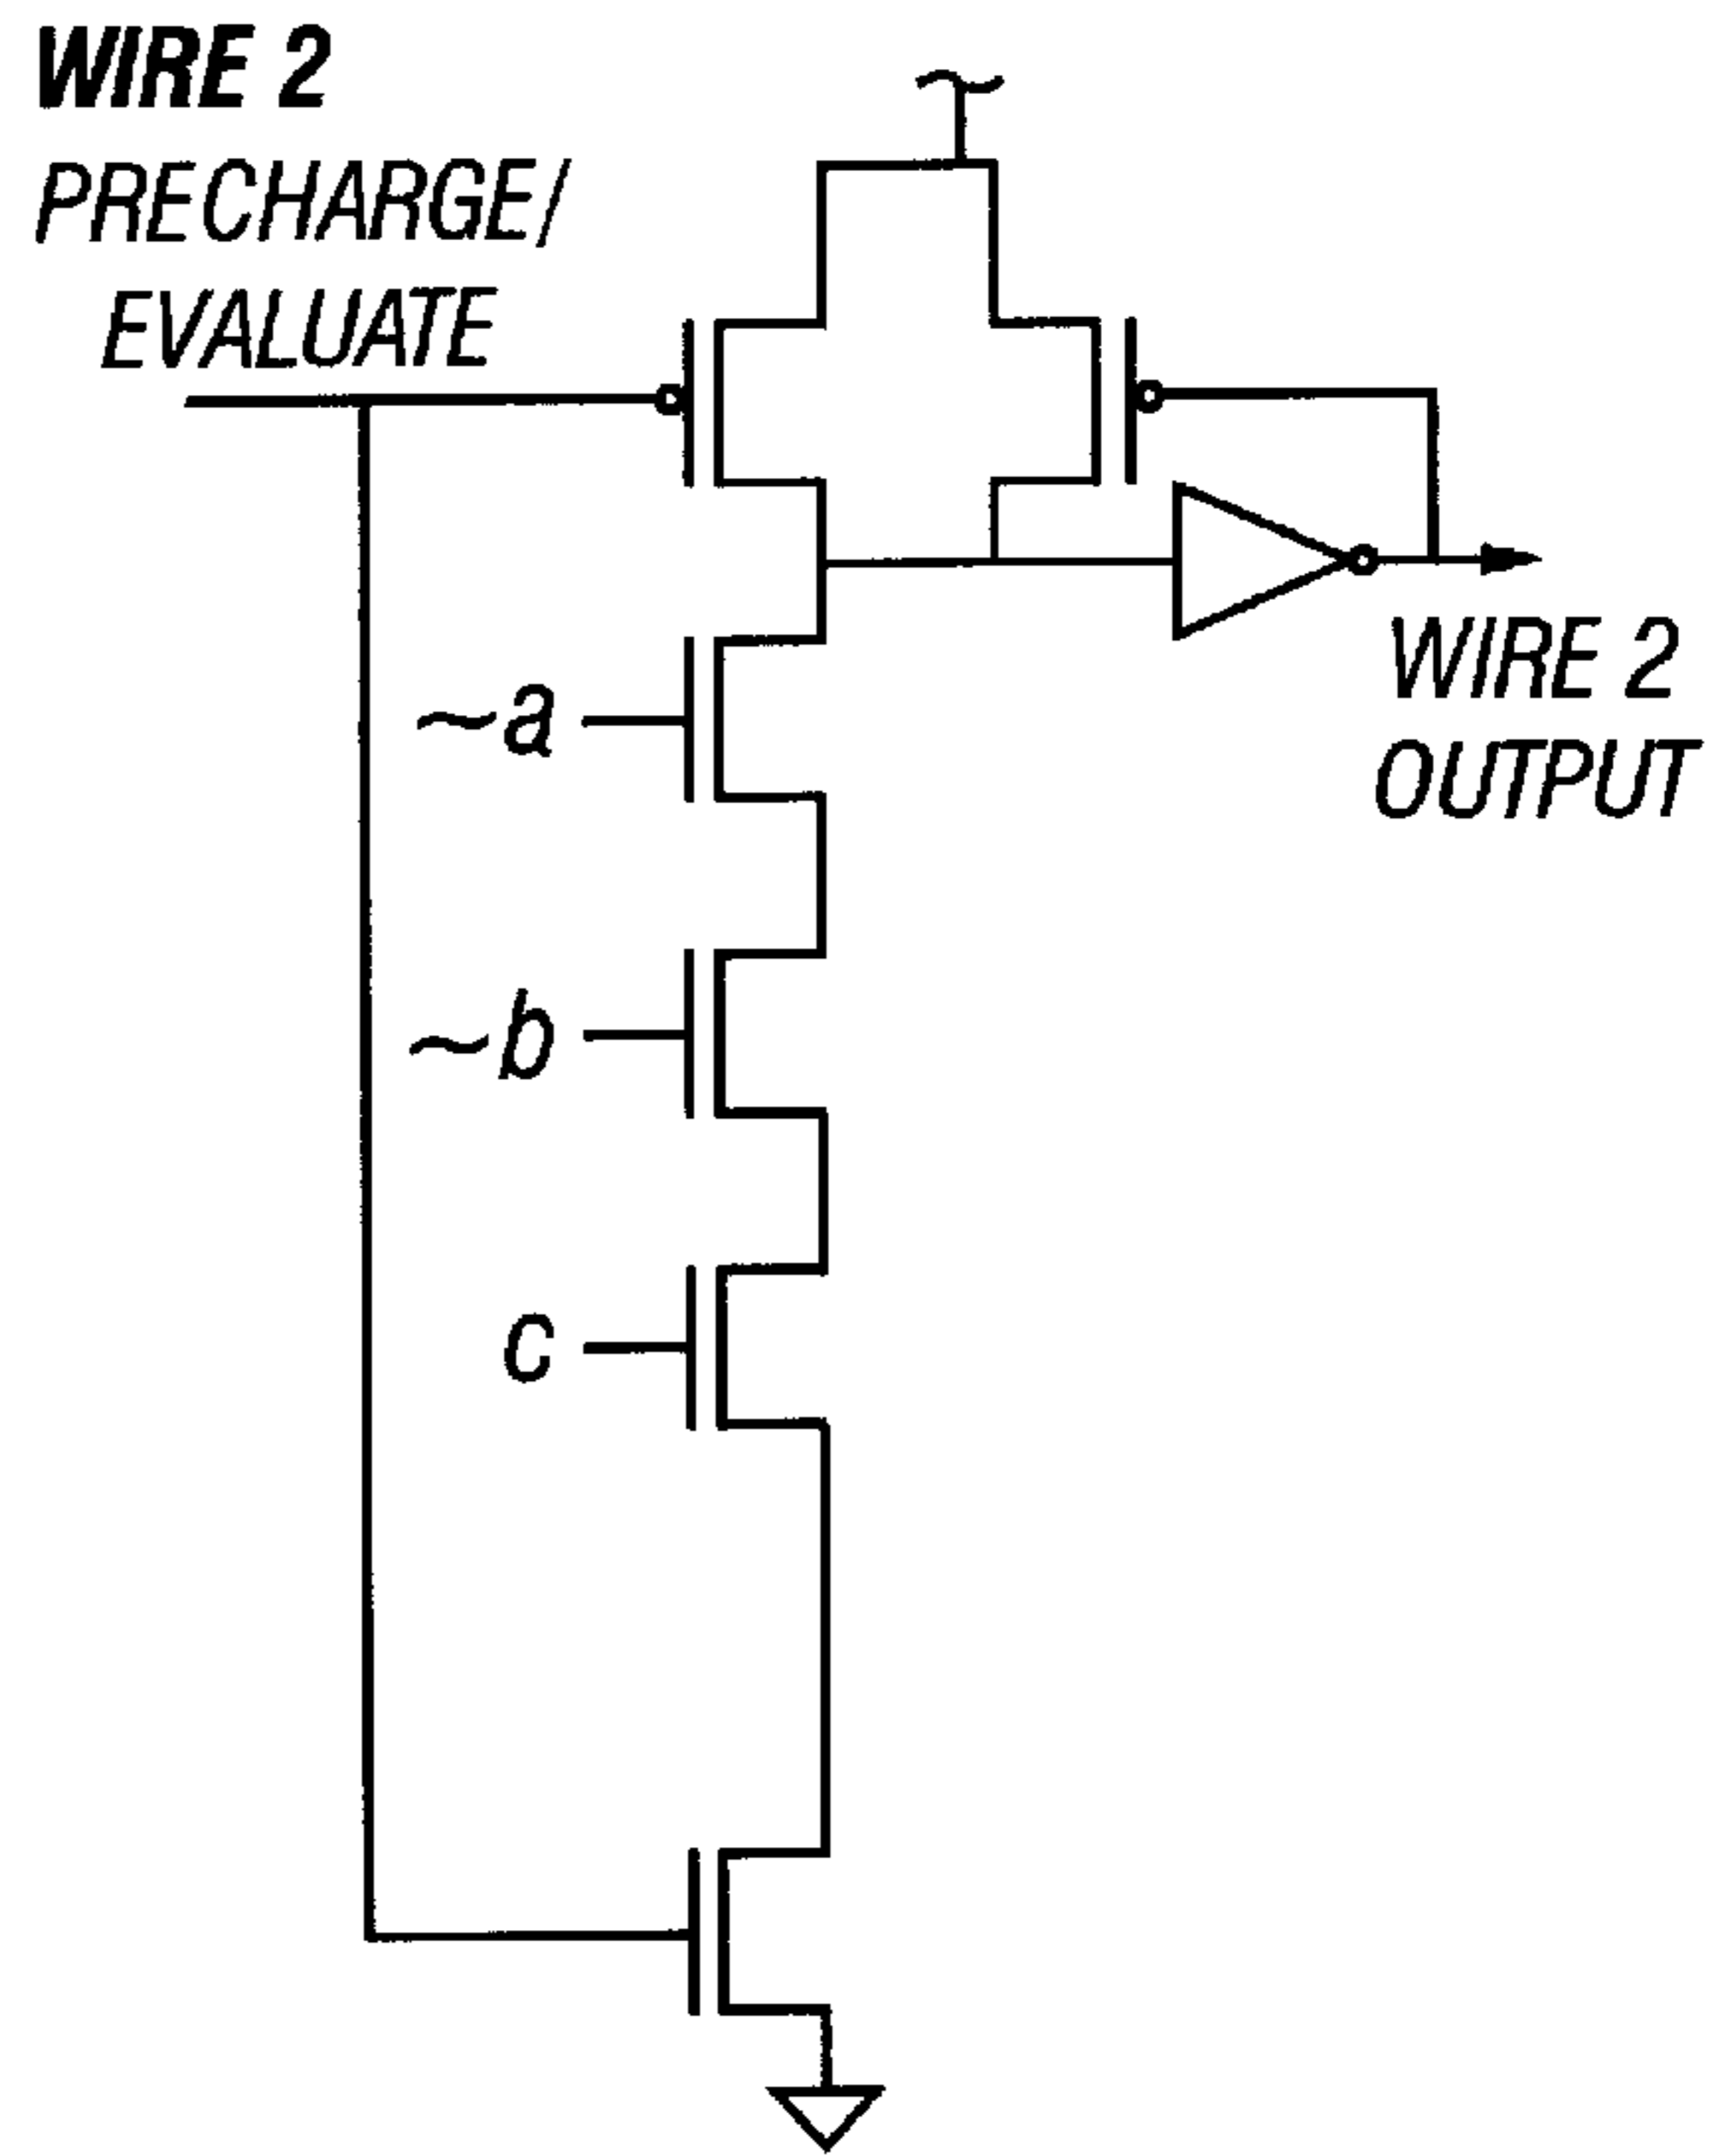 WIRE 2
PRECHARGE/
EVALUATE
~a
WIRE 2
OUTPUT
~b
c